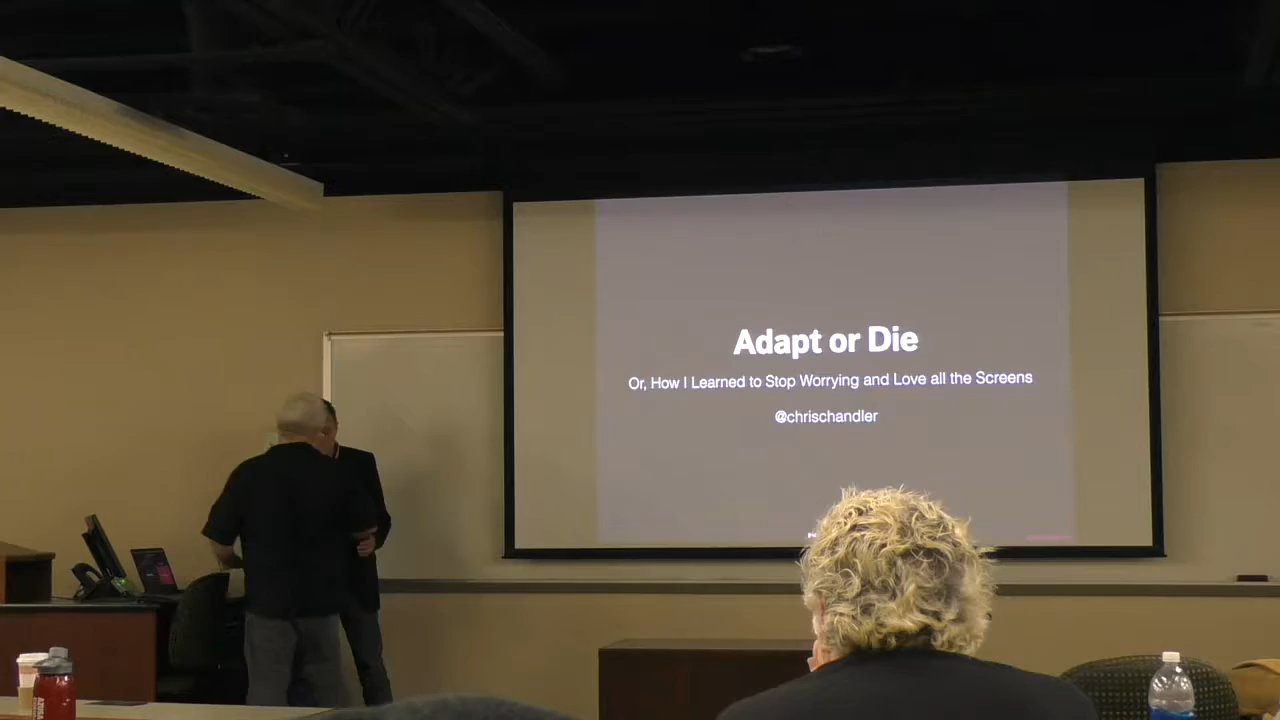 Adapt or Die
Or, How I Learned to Stop Worrying and Love all the Screens
@chrischandler